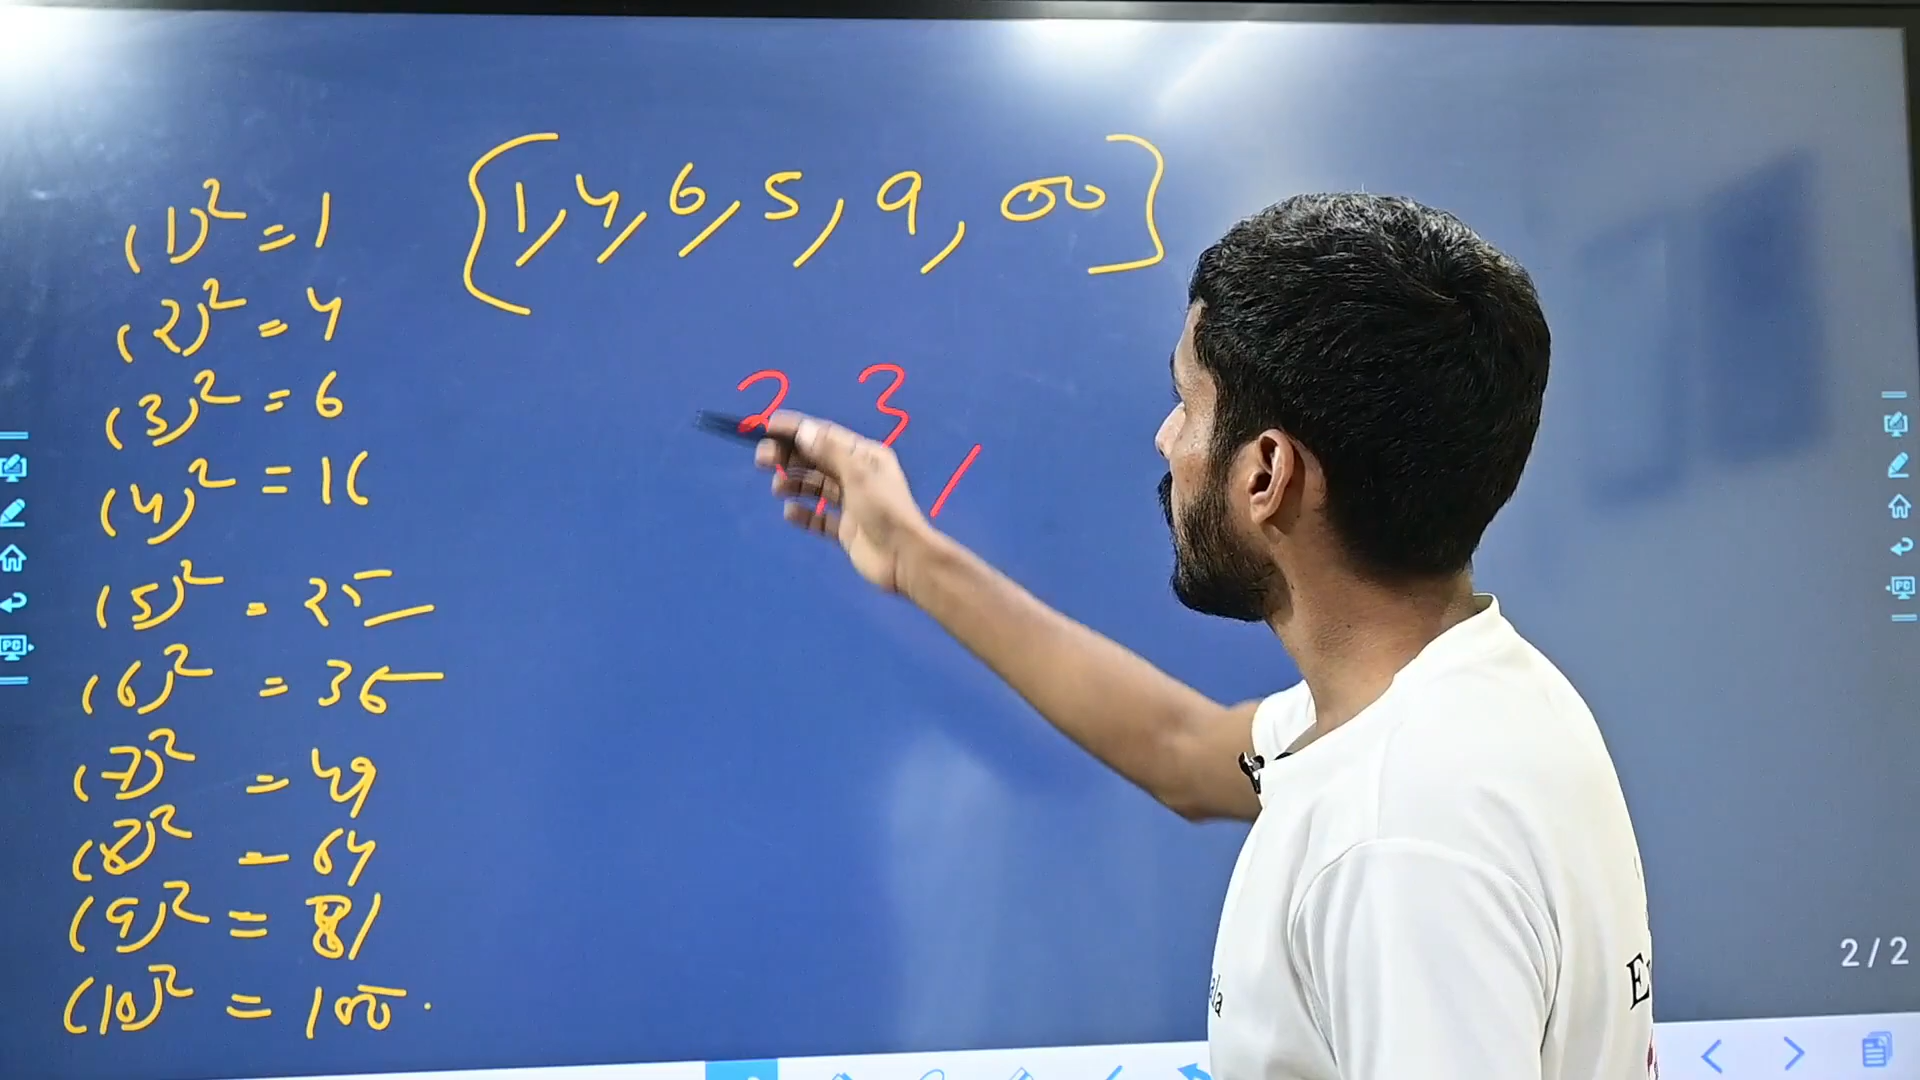 {1, 4, 6, 5, 9, 00}
(1)² = 1
(2)² = 4
(3)² = 6
(4)² = 16
(5)² = 25
(6)² = 36
(7)² = 49
(8)² = 64
(9)² = 81
(10)² = 100
2, 3,
2/2
PC
PC